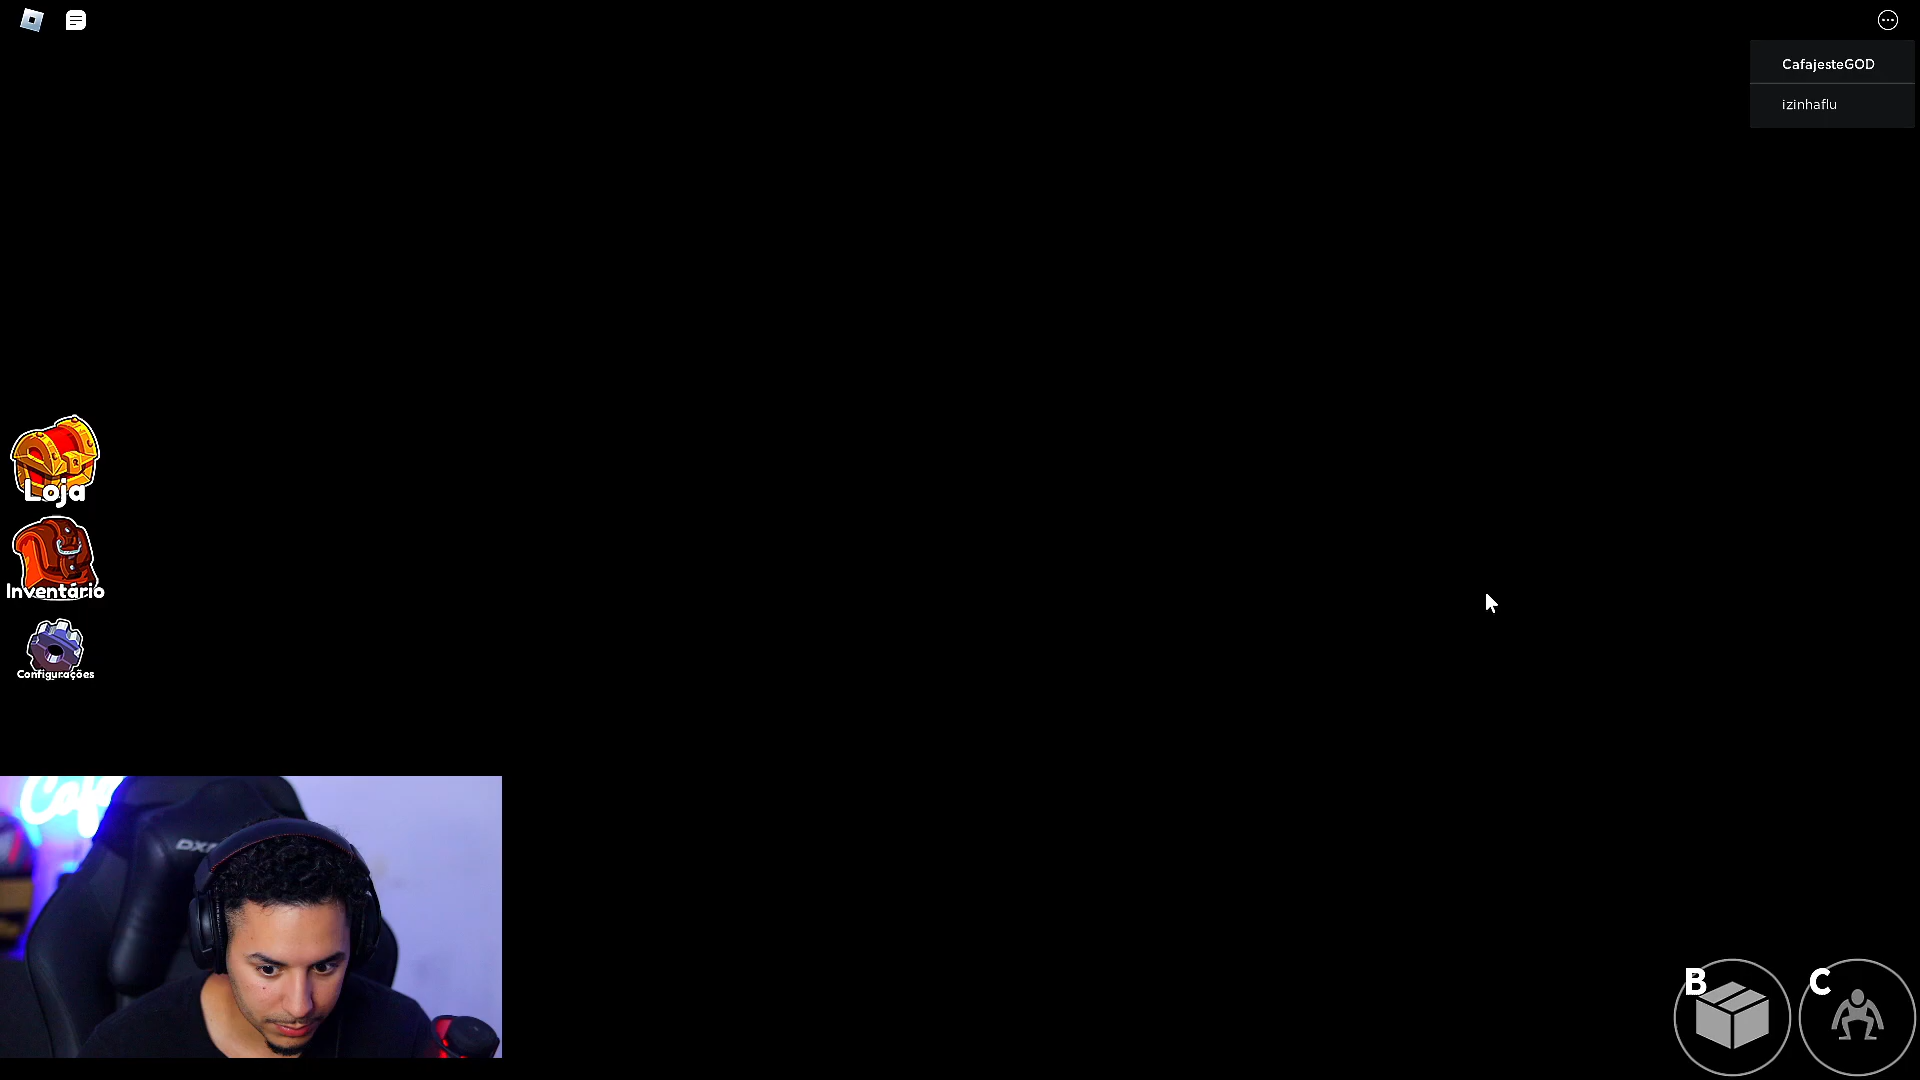 CafajesteGOD
izinhaflu
Loja
Inventário
Configurações
B
C